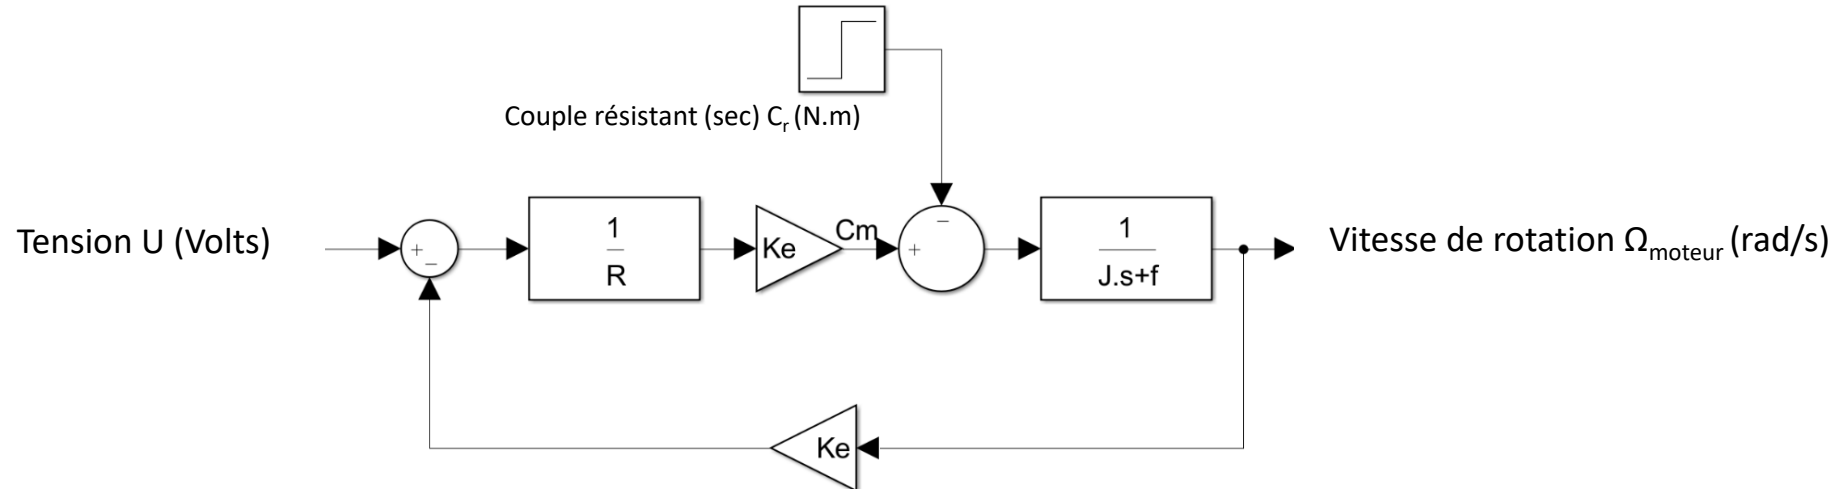 Couple résistant (sec) Cr (N.m)
Tension U (Volts)
+
−
1
R
Ke
Cm
−
+
1
J.s+f
Vitesse de rotation Ωmoteur (rad/s)
Ke